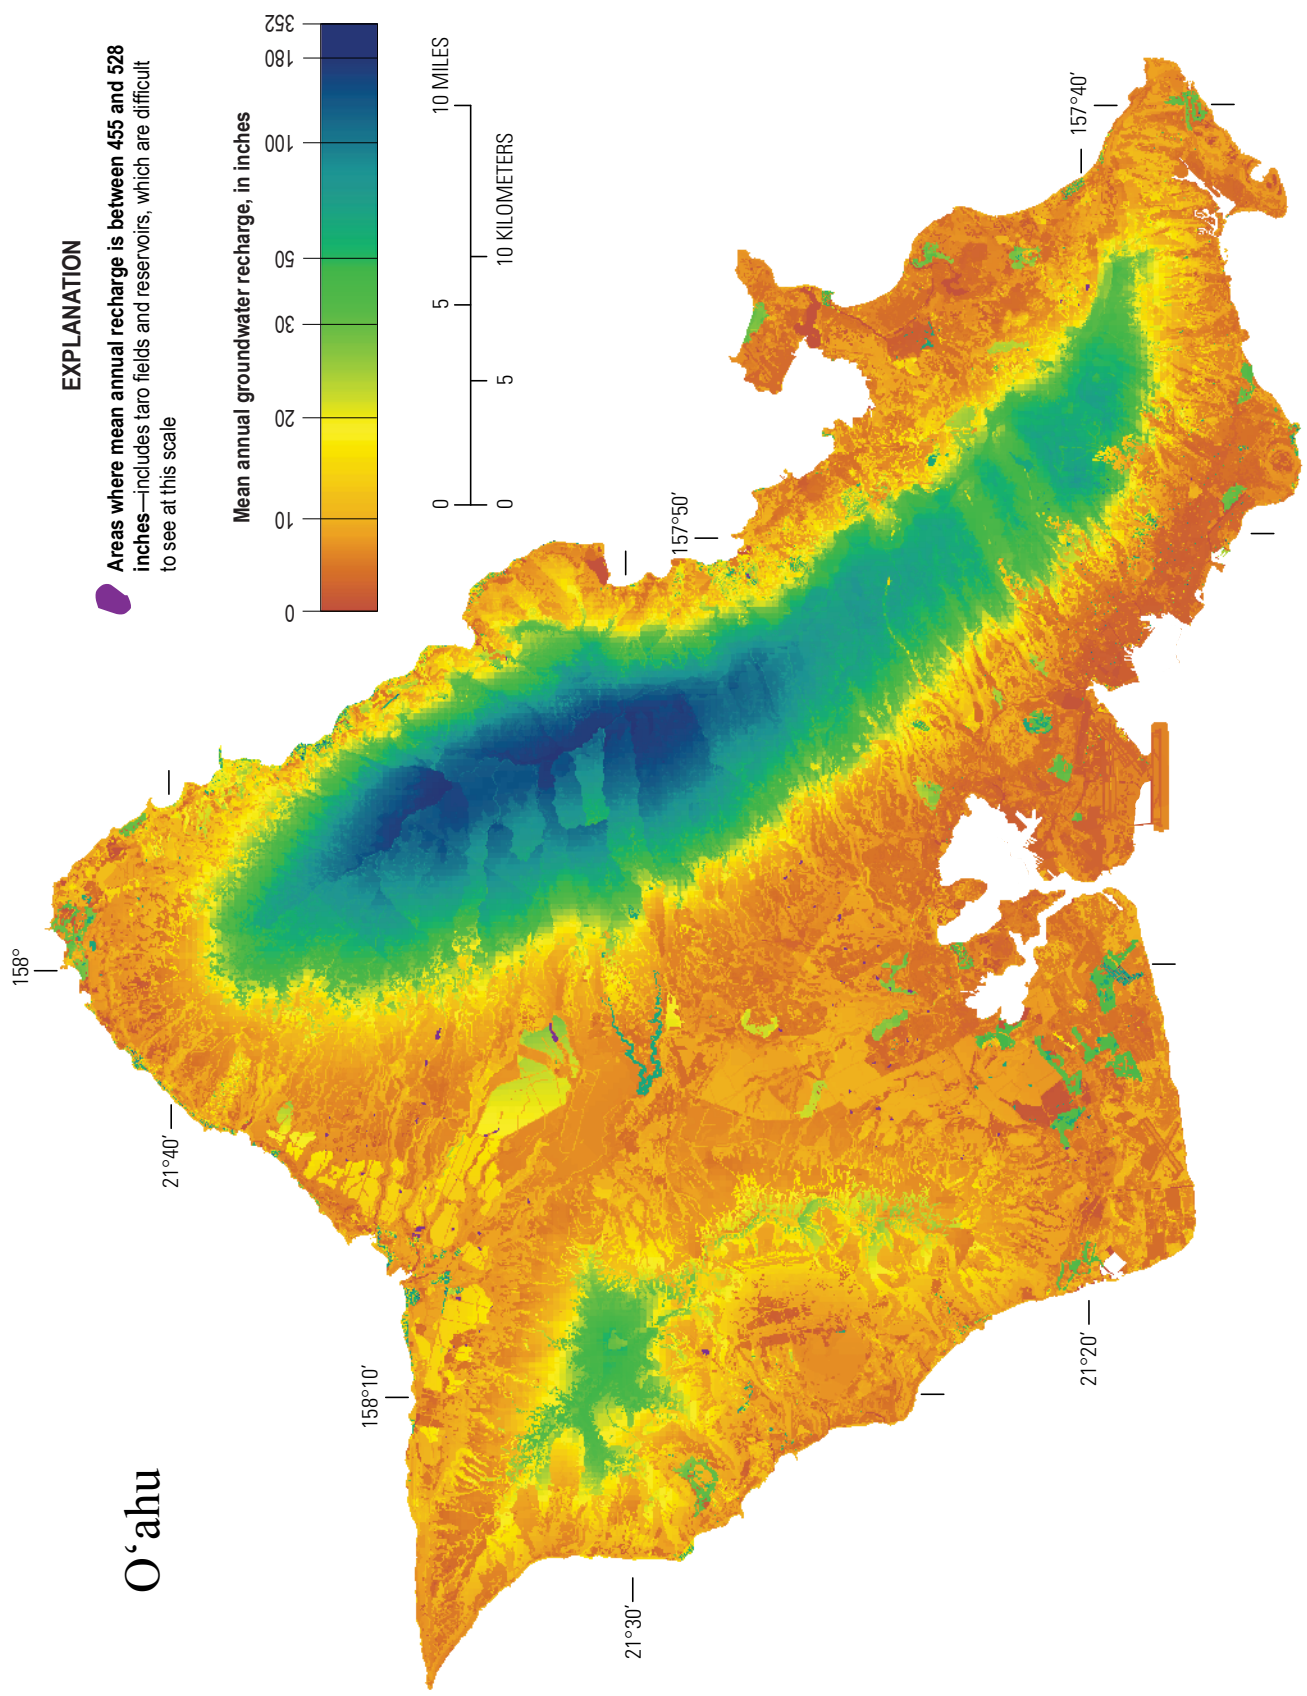 Oʻahu
EXPLANATION
Areas where mean annual recharge is between 455 and 528
inches—includes taro fields and reservoirs, which are difficult
to see at this scale
Mean annual groundwater recharge, in inches
0
10
20
30
50
100
180
352
0
5
10 MILES
0
5
10 KILOMETERS
158°10′
158°
157°50′
157°40′
21°40′
21°30′
21°20′